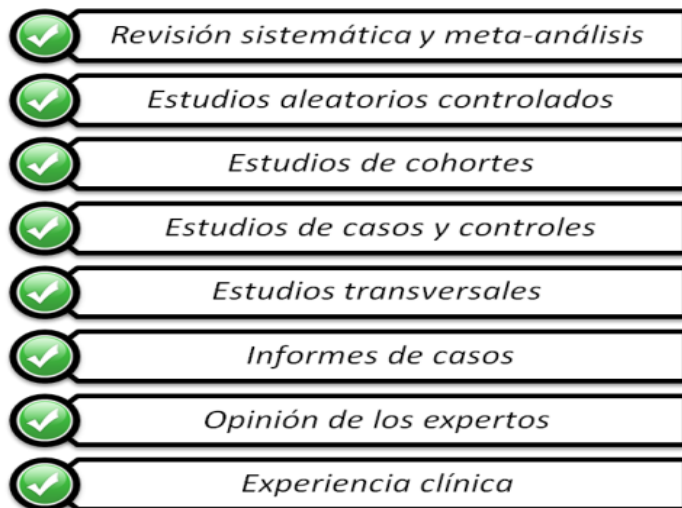 Revisión sistemática y meta-análisis
Estudios aleatorios controlados
Estudios de cohortes
Estudios de casos y controles
Estudios transversales
Informes de casos
Opinión de los expertos
Experiencia clínica